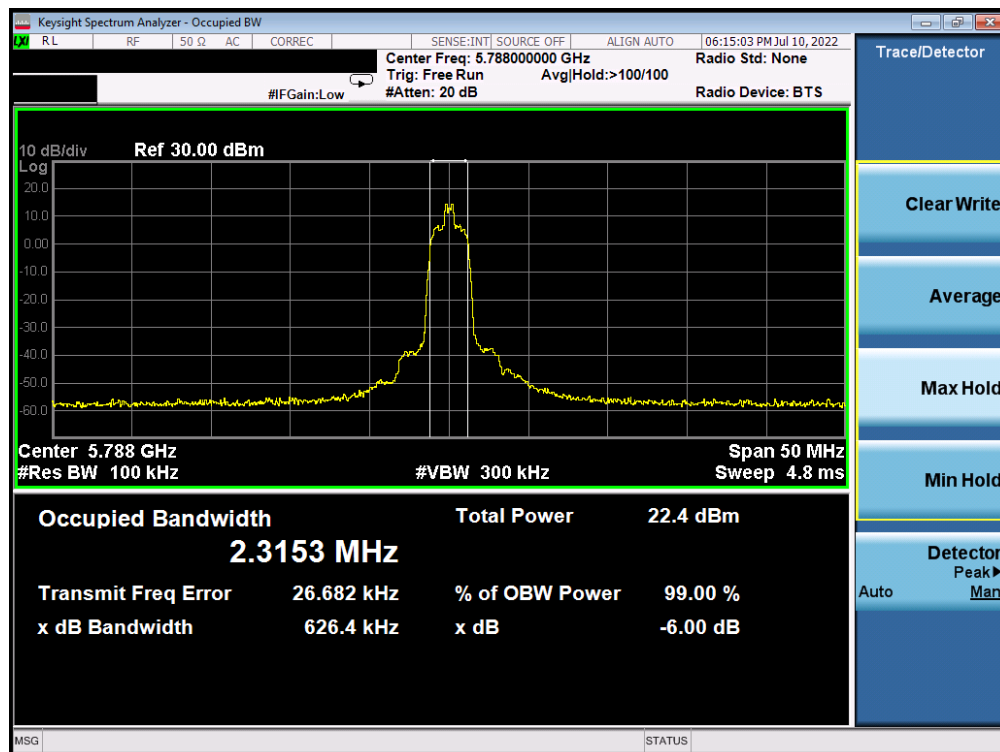 Keysight Spectrum Analyzer - Occupied BW
LXI RL RF 50 Ω AC CORREC SENSE:INT SOURCE OFF ALIGN AUTO 06:15:03 PM Jul 10, 2022
Center Freq: 5.788000000 GHz Radio Std: None
Trig: Free Run Avg|Hold:>100/100
#IFGain:Low #Atten: 20 dB Radio Device: BTS
10 dB/div Ref 30.00 dBm
Log
20.0
10.0
0.00
-10.0
-20.0
-30.0
-40.0
-50.0
-60.0
Center 5.788 GHz Span 50 MHz
#Res BW 100 kHz #VBW 300 kHz Sweep 4.8 ms
Occupied Bandwidth Total Power 22.4 dBm
2.3153 MHz
Transmit Freq Error 26.682 kHz % of OBW Power 99.00 %
x dB Bandwidth 626.4 kHz x dB -6.00 dB
Trace/Detector
Clear Write
Average
Max Hold
Min Hold
Detector
Peak▶
Auto Man
MSG STATUS